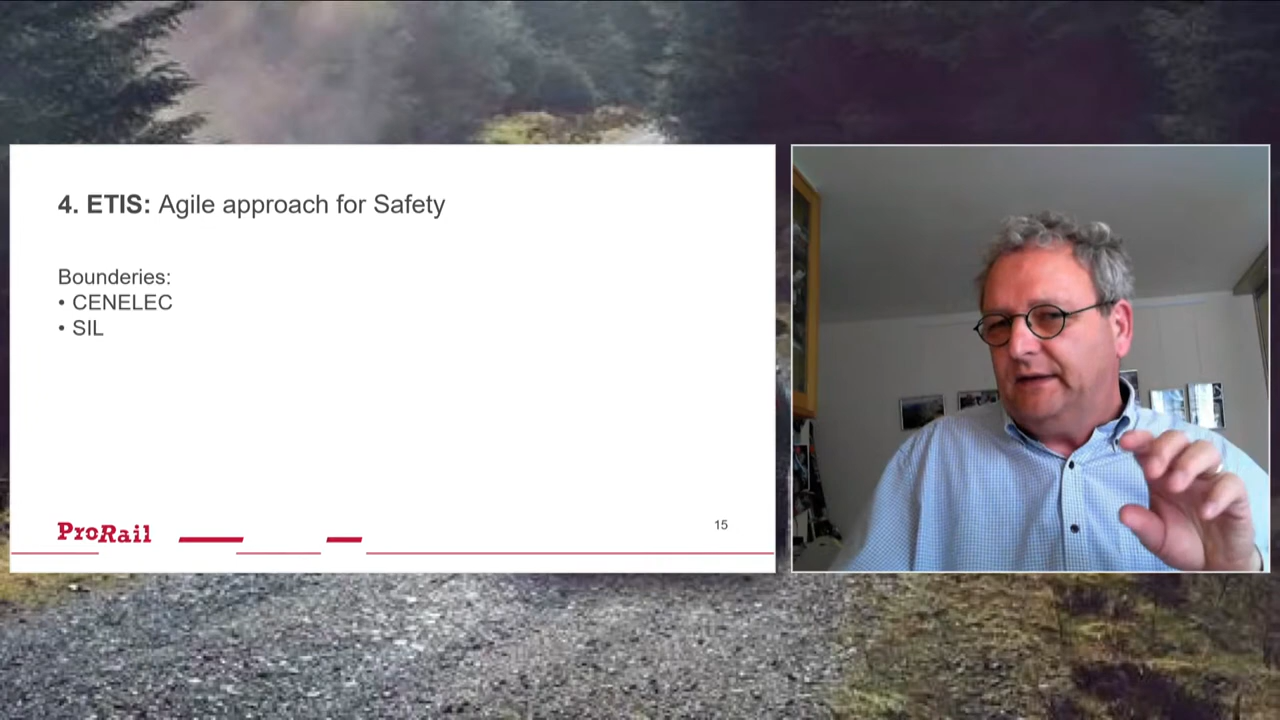 4. ETIS: Agile approach for Safety
Bounderies:
• CENELEC
• SIL
ProRail
15